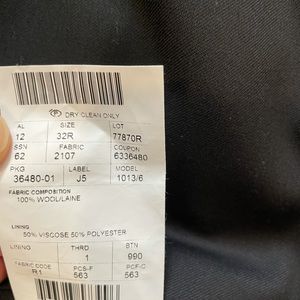 P DRY CLEAN ONLY
AL SIZE LOT
12 32R 77870R
SSN FABRIC COUPON
62 2107 6336480
PKG LABEL MODEL
36480-01 J5 1013/6
FABRIC COMPOSITION
100% WOOL/LAINE
LINING
50% VISCOSE 50% POLYESTER
LINING THRD BTN
1 990
FABRIC CODE PCS-F PCF-C
R1 563 563